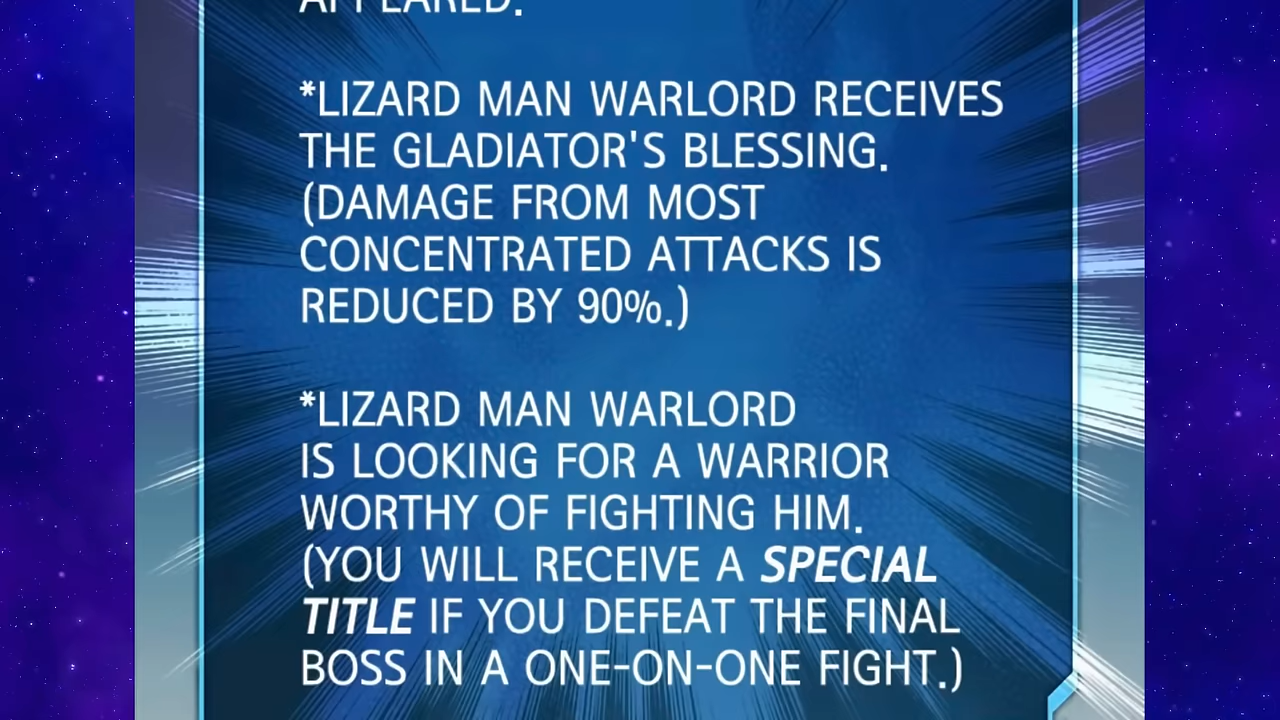 APPEARED.
*LIZARD MAN WARLORD RECEIVES
THE GLADIATOR'S BLESSING.
(DAMAGE FROM MOST
CONCENTRATED ATTACKS IS
REDUCED BY 90%.)
*LIZARD MAN WARLORD
IS LOOKING FOR A WARRIOR
WORTHY OF FIGHTING HIM.
(YOU WILL RECEIVE A SPECIAL
TITLE IF YOU DEFEAT THE FINAL
BOSS IN A ONE-ON-ONE FIGHT.)